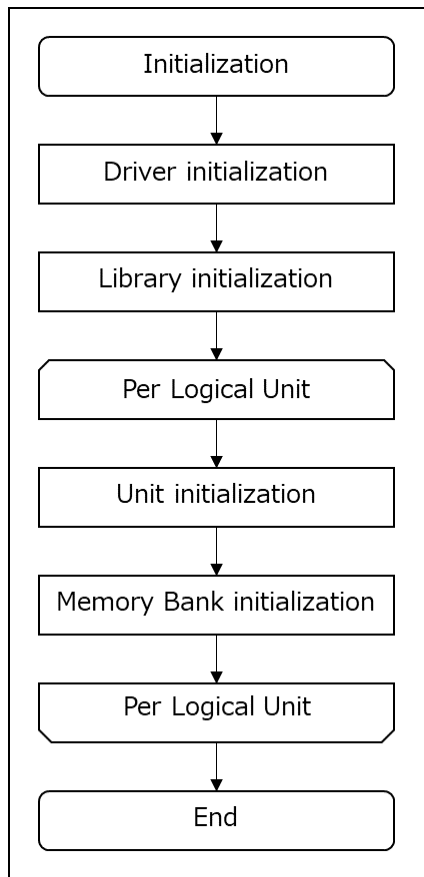 Initialization
Driver initialization
Library initialization
Per Logical Unit
Unit initialization
Memory Bank initialization
Per Logical Unit
End